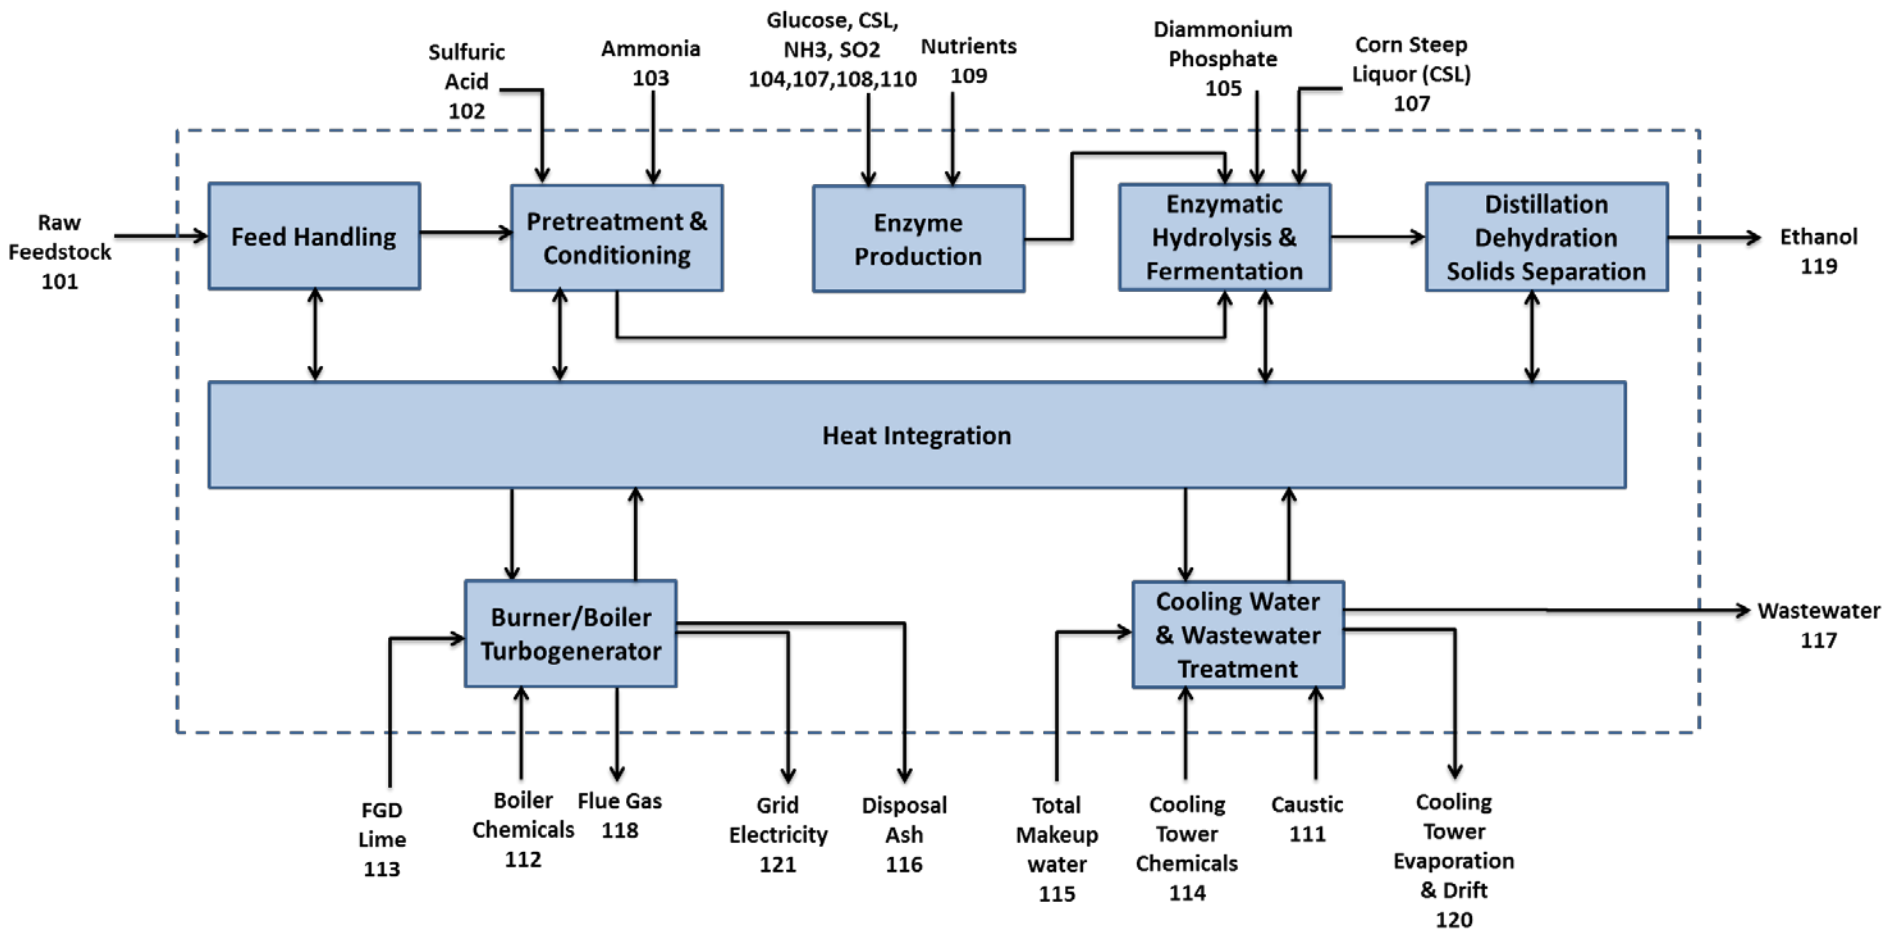 Sulfuric
Acid
102
Ammonia
103
Glucose, CSL,
NH3, SO2
104,107,108,110
Nutrients
109
Diammonium
Phosphate
105
Corn Steep
Liquor (CSL)
107
Raw
Feedstock
101
Feed Handling
Pretreatment &
Conditioning
Enzyme
Production
Enzymatic
Hydrolysis &
Fermentation
Distillation
Dehydration
Solids Separation
Ethanol
119
Heat Integration
Burner/Boiler
Turbogenerator
Cooling Water
& Wastewater
Treatment
Wastewater
117
FGD
Lime
113
Boiler
Chemicals
112
Flue Gas
118
Grid
Electricity
121
Disposal
Ash
116
Total
Makeup
water
115
Cooling
Tower
Chemicals
114
Caustic
111
Cooling
Tower
Evaporation
& Drift
120